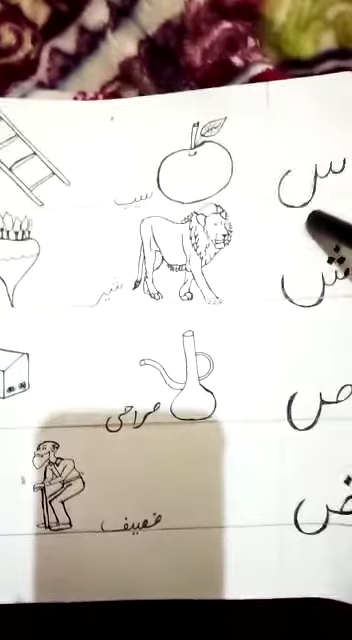 س سیب
ش شیر
ص صراحی
ض ضعیف